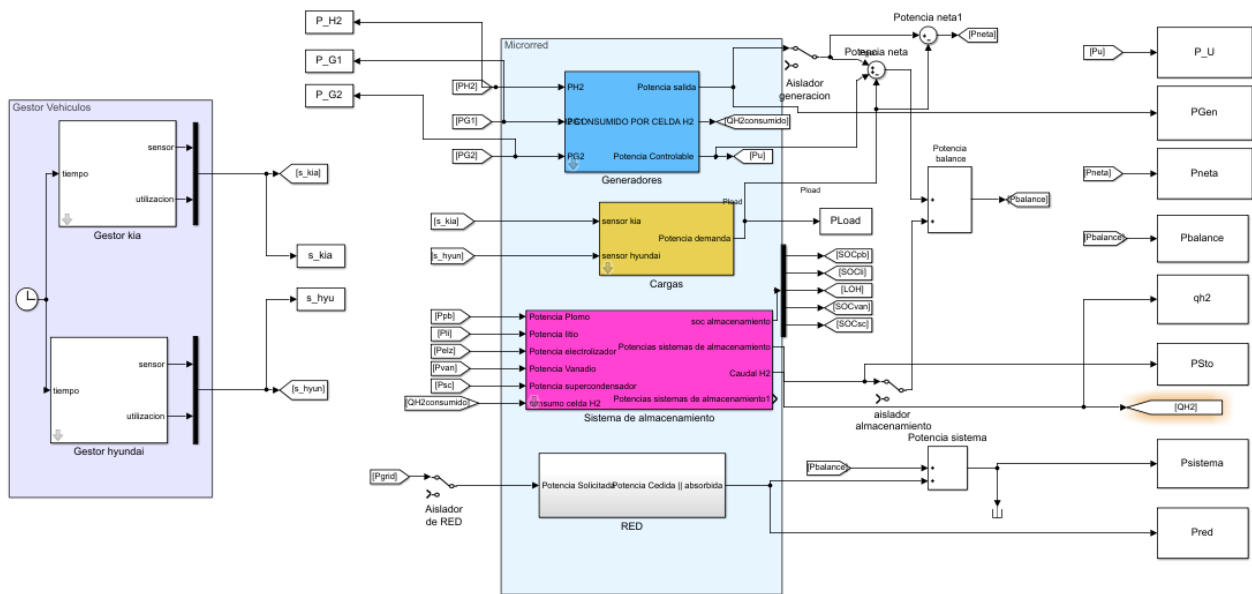 Gestor Vehiculos
sensor
tiempo
utilizacion
Gestor kia
[s_kia]
s_kia
s_hyu
sensor
tiempo
utilizacion
Gestor hyundai
[s_hyun]
P_H2
P_G1
P_G2
[PH2]
[PG1]
[PG2]
Microrred
PH2
Potencia salida
CONSUMIDO POR CELDA H2
PG2
Potencia Controlable
Generadores
[QH2consumido]
[Pu]
Aislador
generacion
Potencia neta1
[Pneta]
Potencia neta
[s_kia]
[s_hyun]
sensor kia
Potencia demanda
sensor hyundai
Cargas
Pload
Pload
PLoad
[SOCpb]
[SOCli]
[LOH]
[SOCvan]
[SOCsc]
Potencia
balance
[Pbalance]
[Ppb]
[Pli]
[Pelz]
[Pvan]
[Psc]
[QH2consumido]
Potencia Plomo
Potencia litio
Potencia electrolizador
Potencia Vanadio
Potencia supercondensador
consumo celda H2
soc almacenamiento
Potencias sistemas de almacenamiento
Caudal H2
Potencias sistemas de almacenamiento1
Sistema de almacenamiento
aislador
almacenamiento
[Pgrid]
Aislador
de RED
Potencia Solicitada
Potencia Cedida || absorbida
RED
[Pbalance]
Potencia sistema
[Pu]
P_U
PGen
[Pneta]
Pneta
[Pbalance]
Pbalance
qh2
PSto
[QH2]
Psistema
Pred